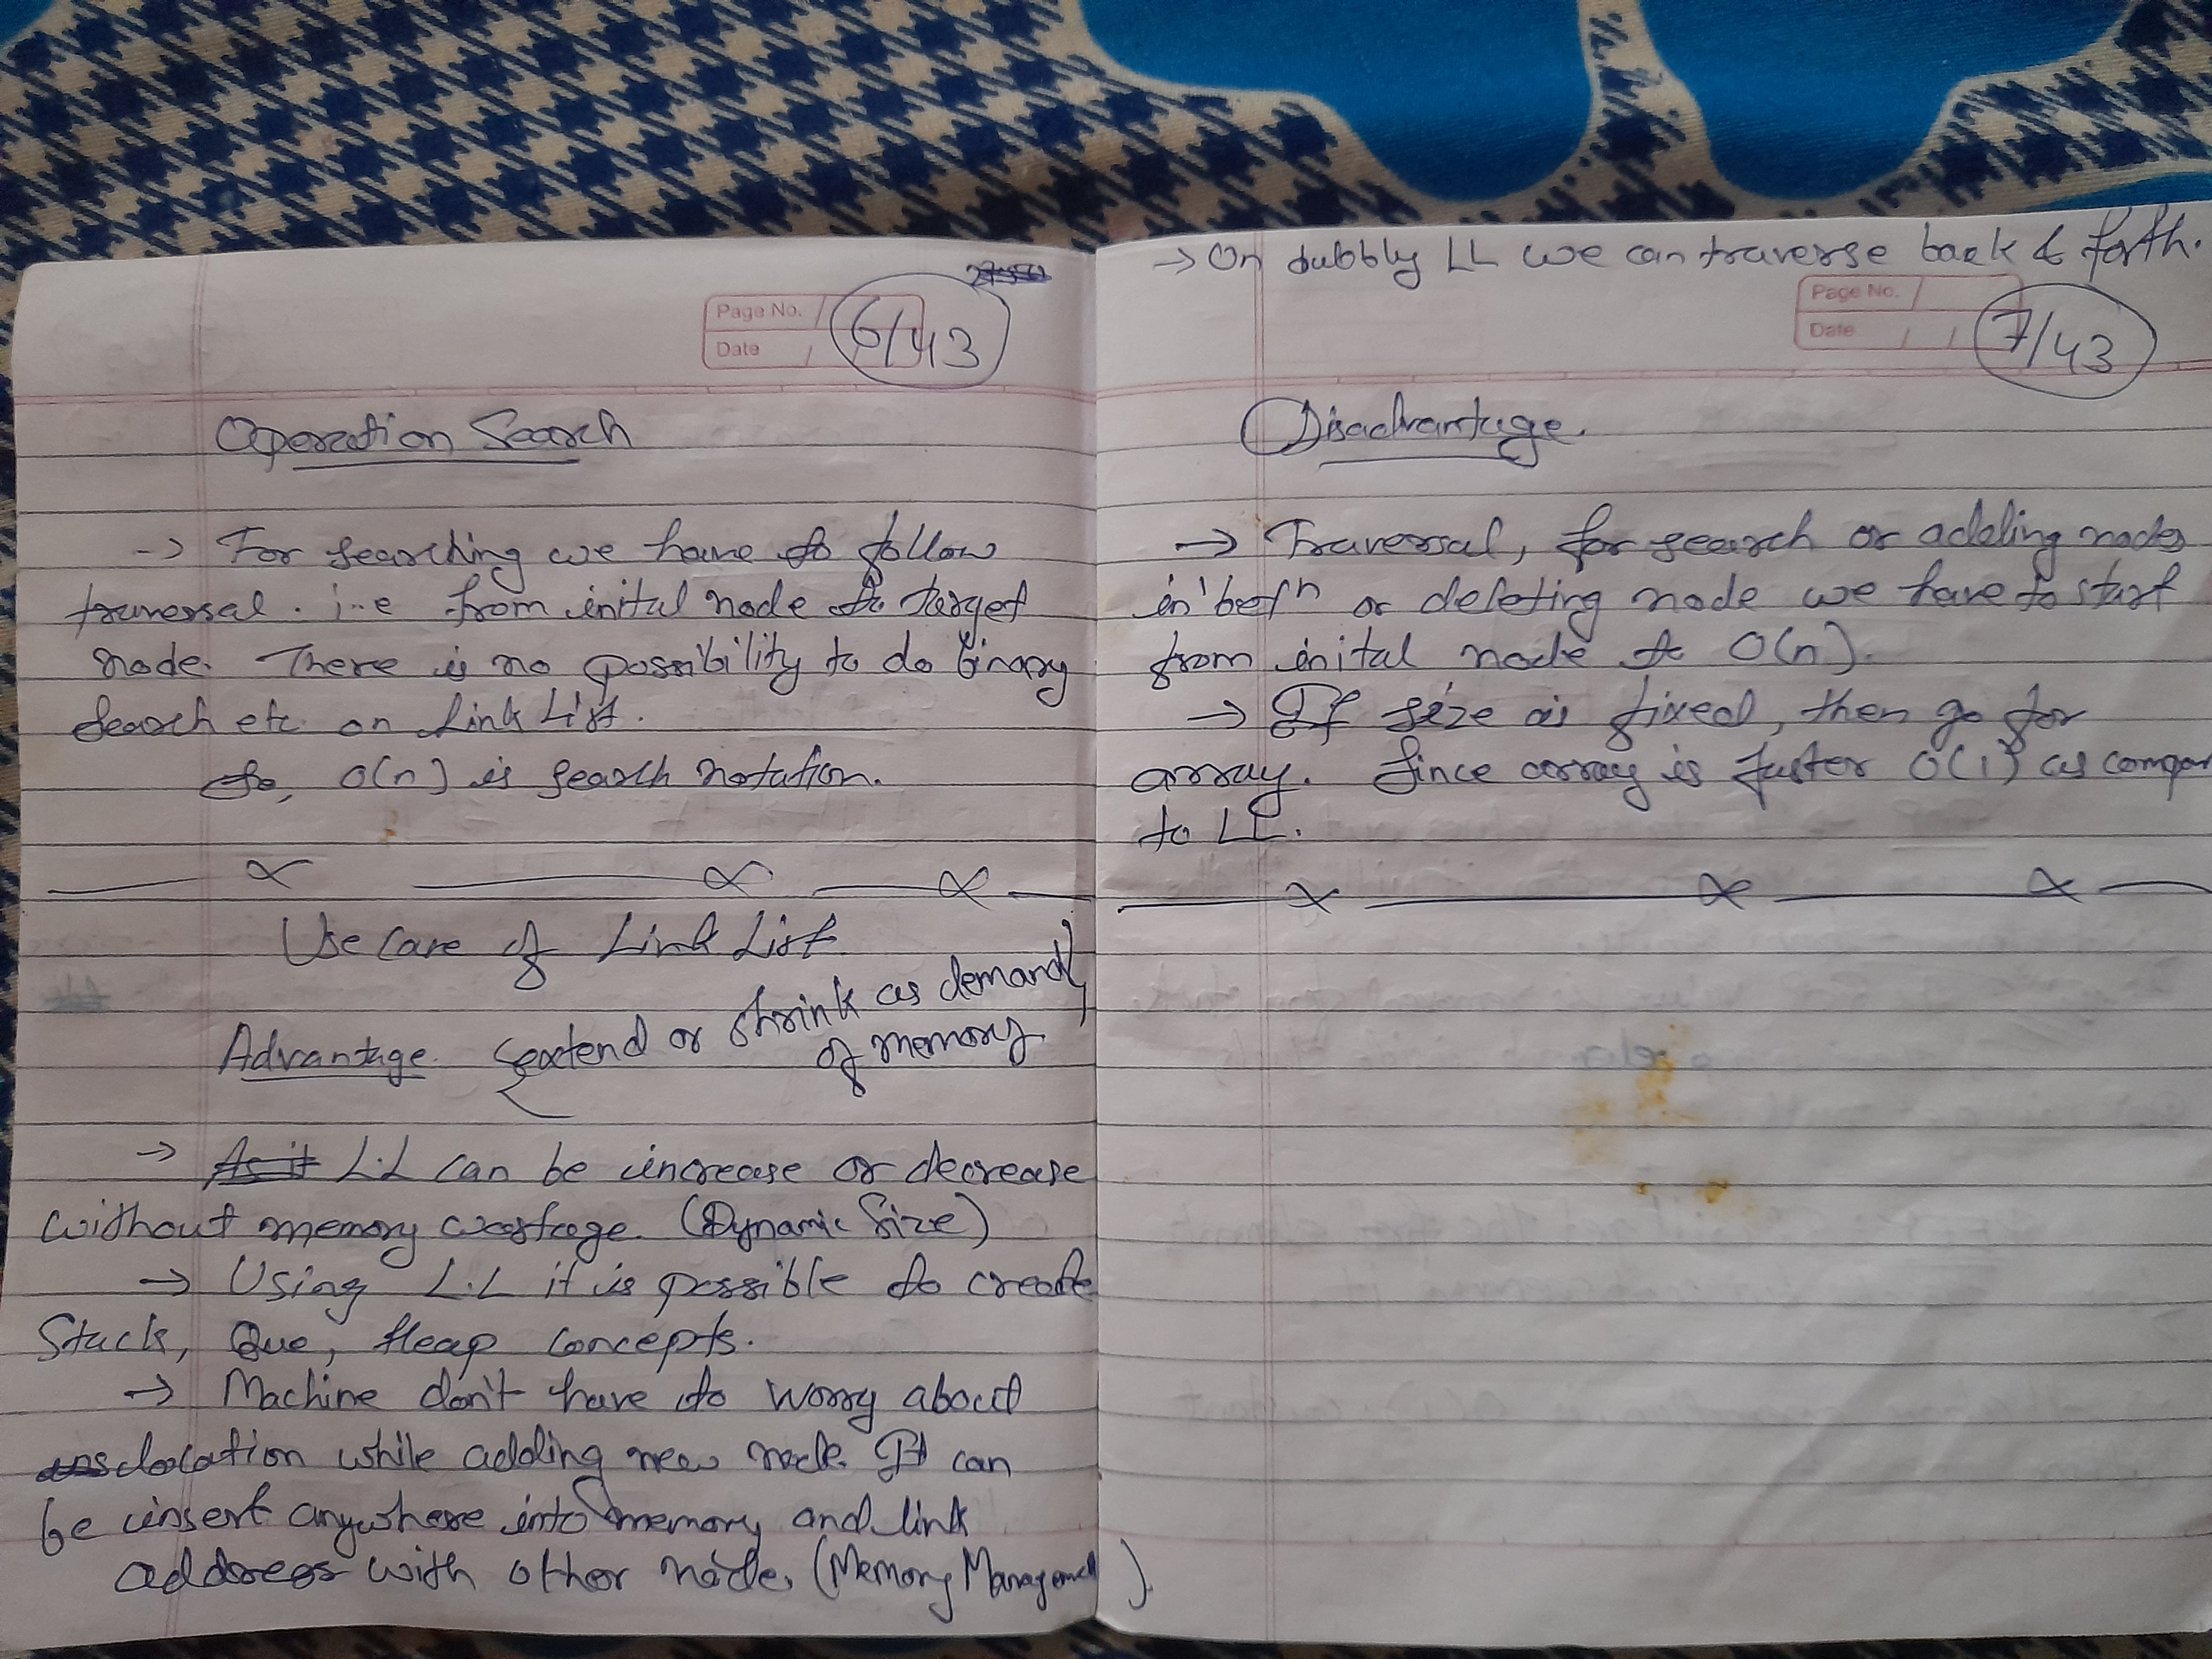 Page No.
Date / /
6/43
Operation Search
-> For searching we have to follow
traversal. i.e from inital node to target
node. There is no possibility to do binary
Search etc on Link List.
So, O(n) is search notation.
Use Case of Link List
Advantage (extend or shrink as demand
of memory
-> As it L.L can be increase or decrease
without memory wastage. (Dynamic Size)
-> Using L.L it is possible to create
Stack, Que, Heap concepts.
-> Machine don't have to worry about
location while adding new node. It can
be insert anywhere into memory and link
address with other node. (Memory Management)
-> On dubbly LL we can traverse back & forth.
Page No.
Date / /
7/43
Disadvantage.
-> Traversal, for search or adding nodes
in betn or deleting node we have to start
from inital node to O(n).
-> If size is fixed, then go for
array. Since array is faster O(1) as compar
to LL.